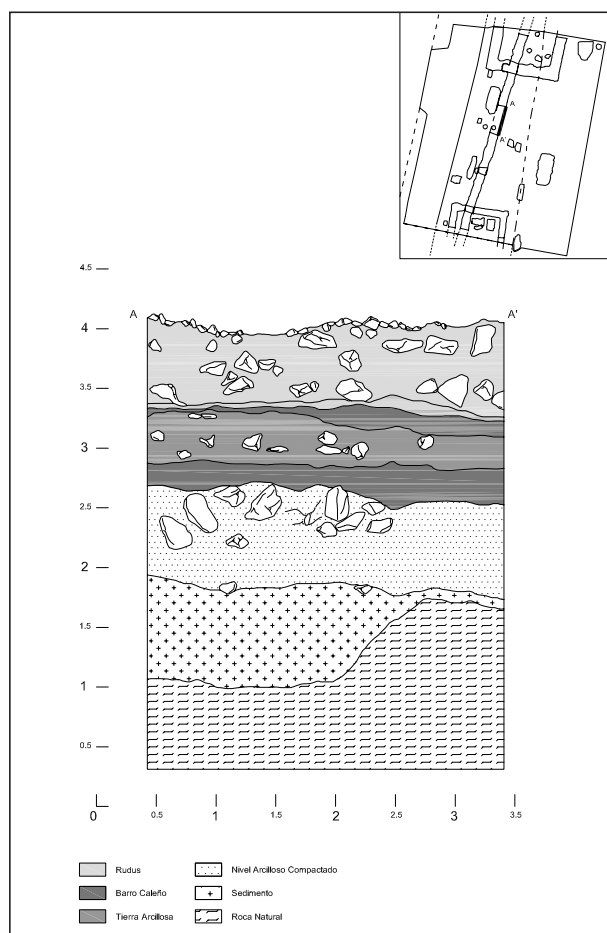 A
A'
4.5
A
A'
4
3.5
3
2.5
2
1.5
1
0.5
0
0.5
1
1.5
2
2.5
3
3.5
Rudus
Nivel Arcilloso Compactado
Barro Caleño
Sedimento
Tierra Arcillosa
Roca Natural